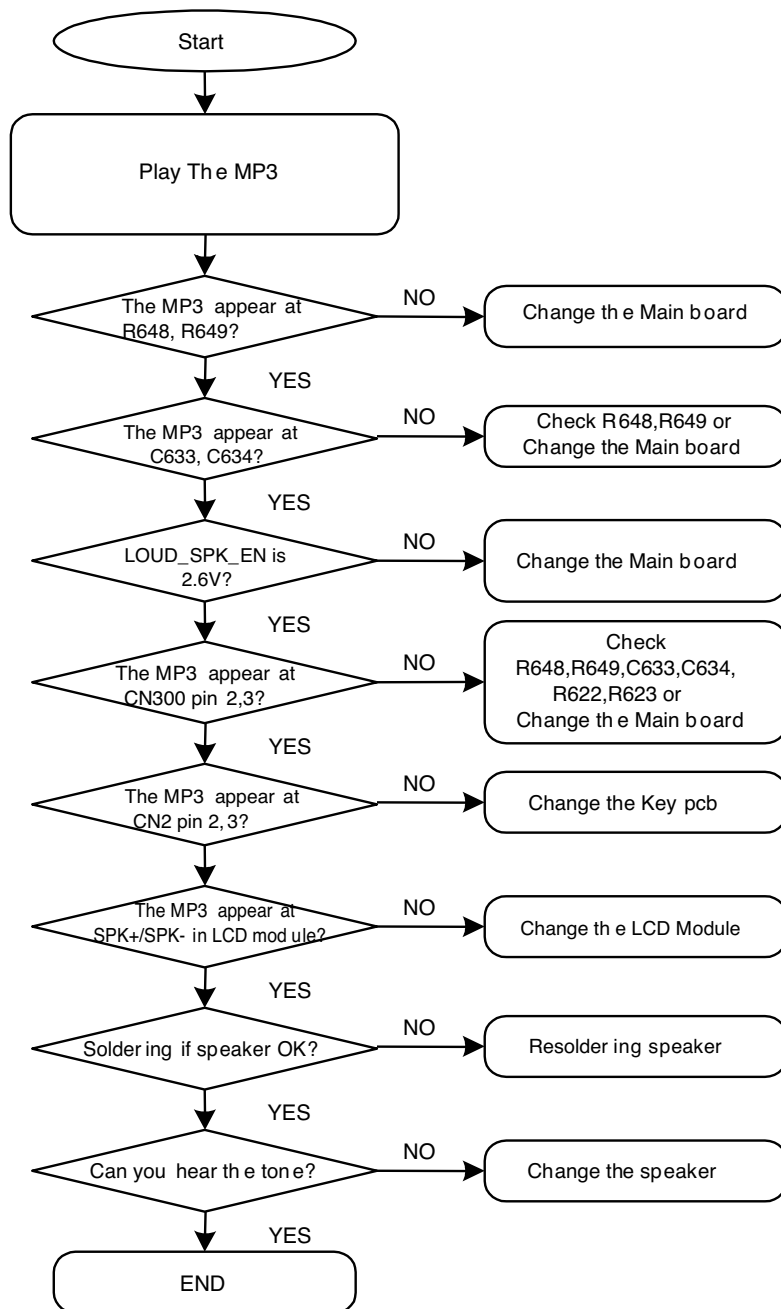 Start
Play The MP3
The MP3 appear at
R648, R649?
NO
Change the Main board
YES
The MP3 appear at
C633, C634?
NO
Check R648,R649 or
Change the Main board
YES
LOUD_SPK_EN is
2.6V?
NO
Change the Main board
YES
The MP3 appear at
CN300 pin 2,3?
NO
Check
R648,R649,C633,C634,
R622,R623 or
Change the Main board
YES
The MP3 appear at
CN2 pin 2,3?
NO
Change the Key pcb
YES
The MP3 appear at
SPK+/SPK- in LCD module?
NO
Change the LCD Module
YES
Soldering if speaker OK?
NO
Resoldering speaker
YES
Can you hear the tone?
NO
Change the speaker
YES
END